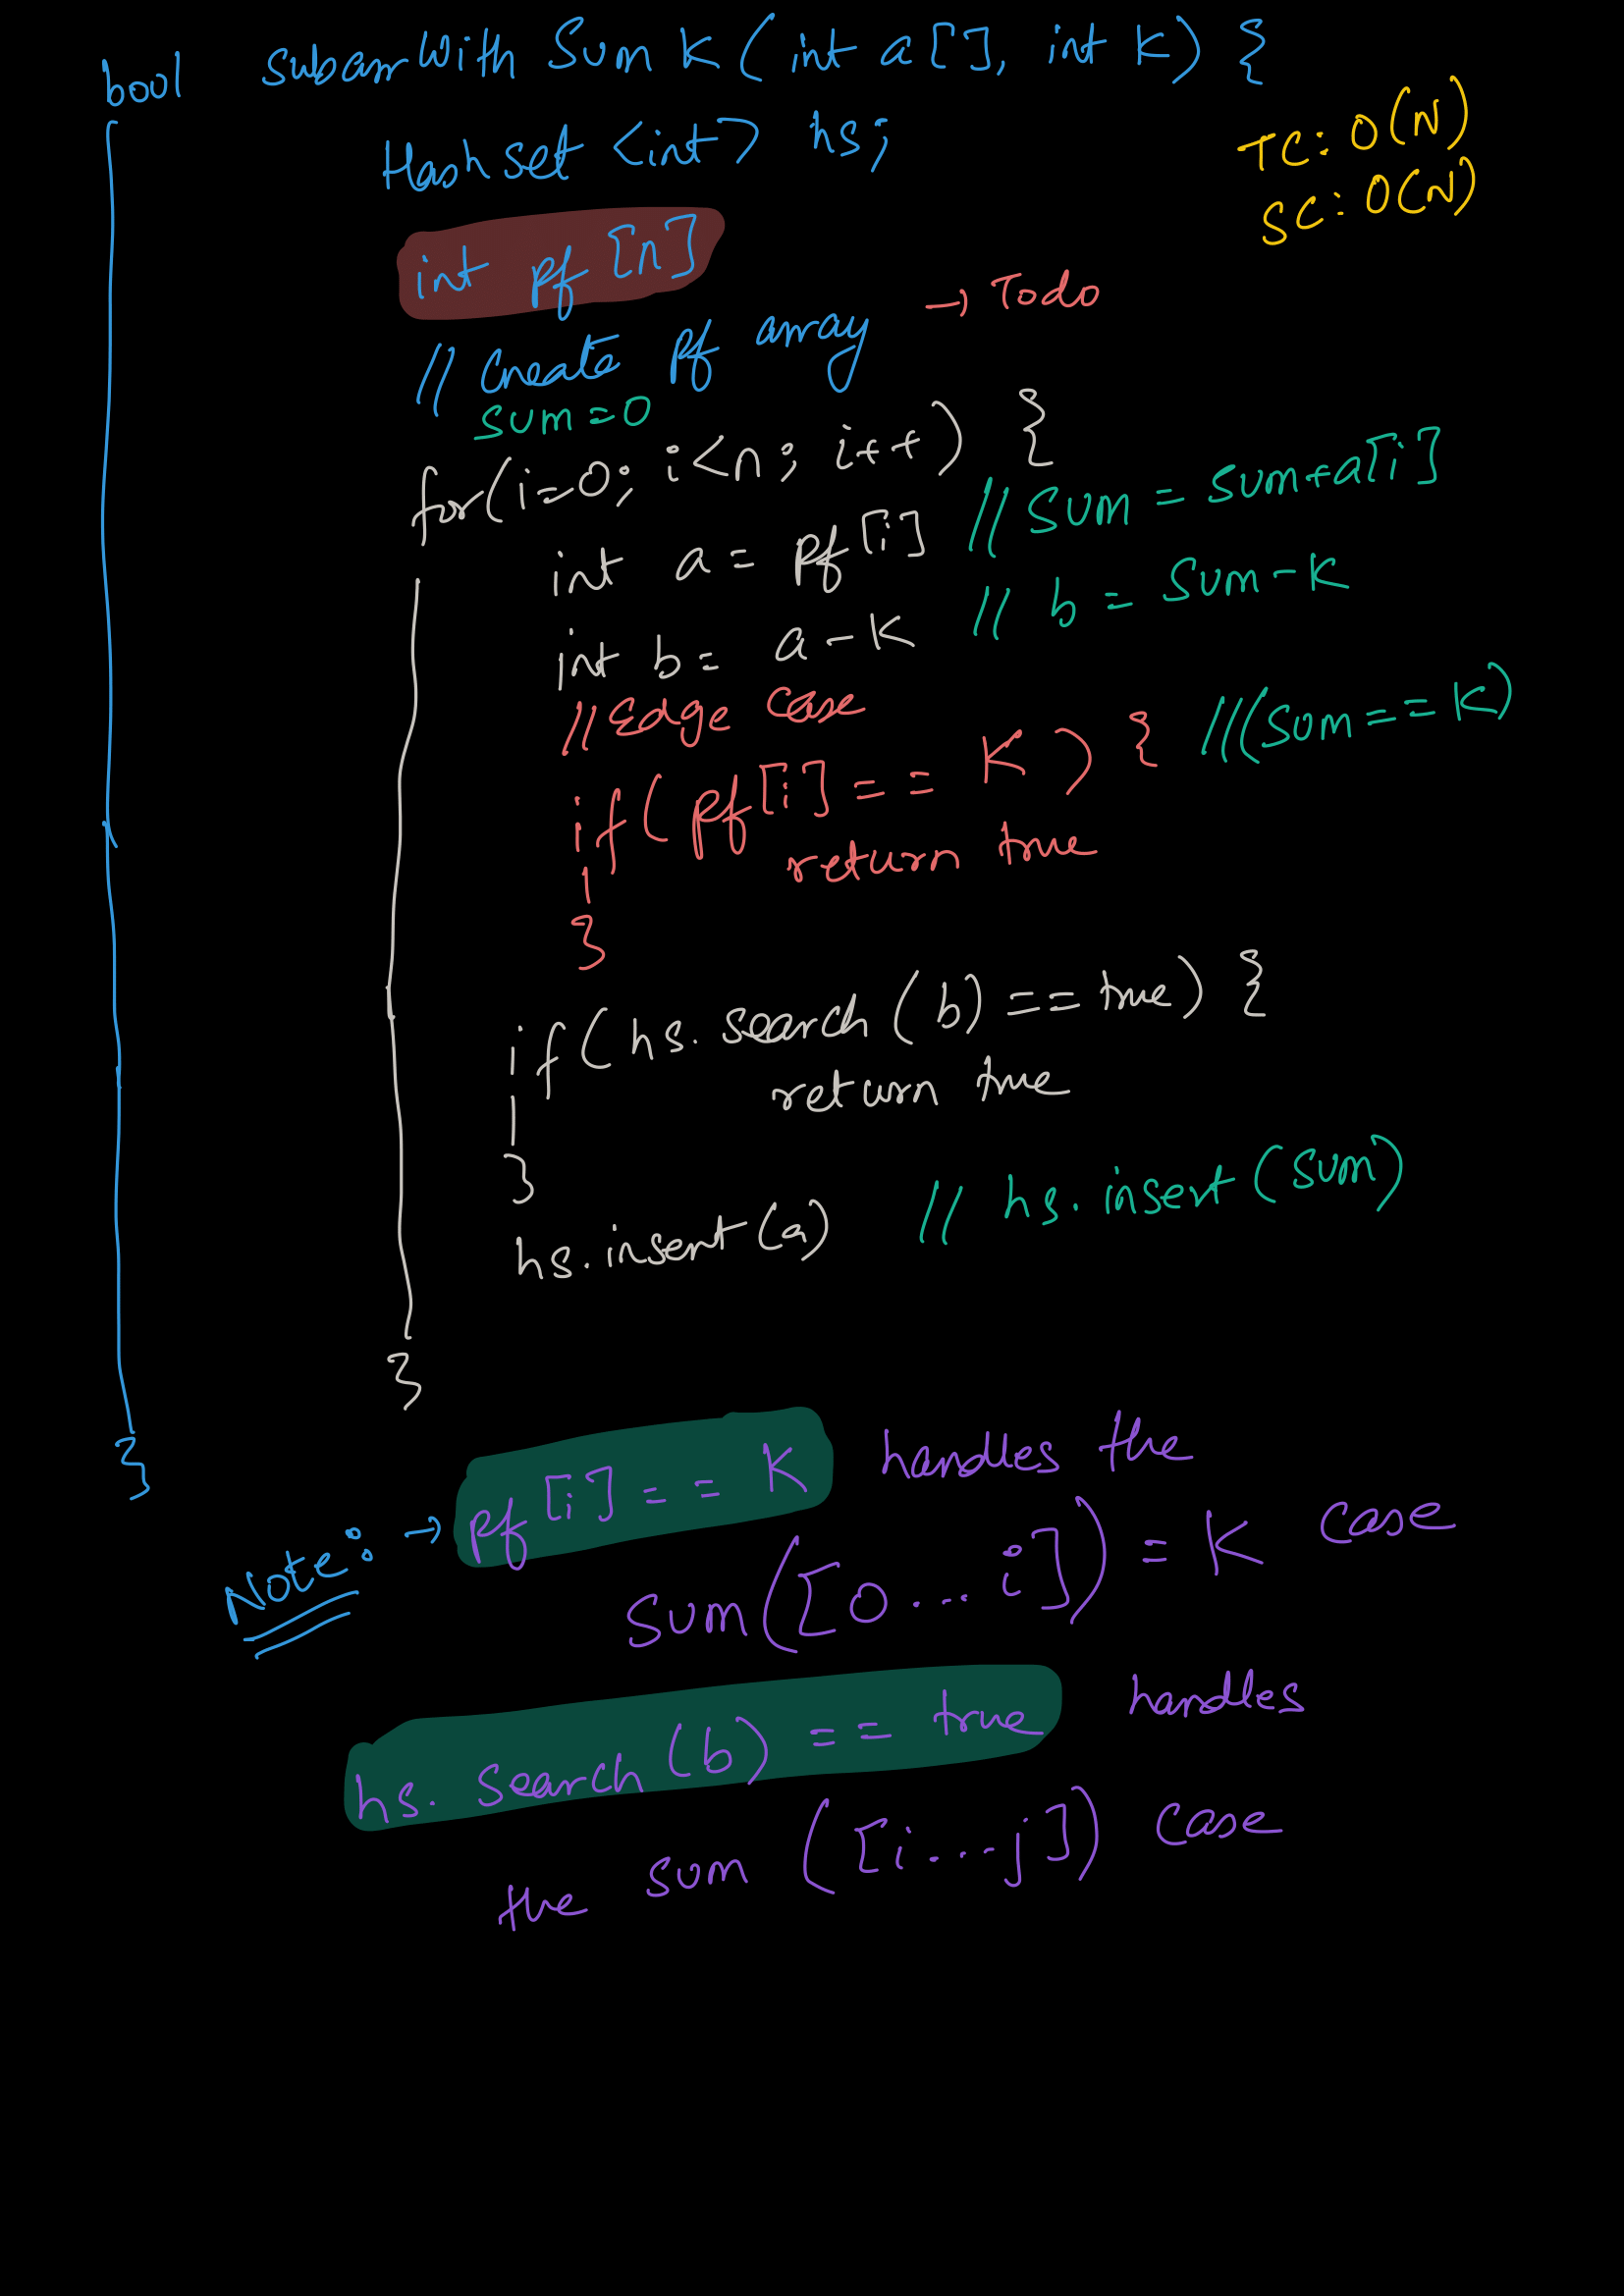 bool subarrWith Sum K ( int a [ ], int K) {
Hashset <int> hs;
TC: O(N)
SC: O(N)
int pf [n]
// Create pf array → Todo
sum = 0
for(i=0; i<n; i++) {
int a = pf[i] // Sum = sum+a[i]
int b = a - K // b = Sum - K
// Edge case
if( pf[i] == K ) { //(Sum == K)
return true
}
if( hs. search (b) == true) {
return true
}
hs.insert(a) // hs.insert(sum)
}
}
Note: → pf[i] == K handles the
Sum([0...i]) = K case
hs. search (b) == true handles
the sum ([i...j]) case